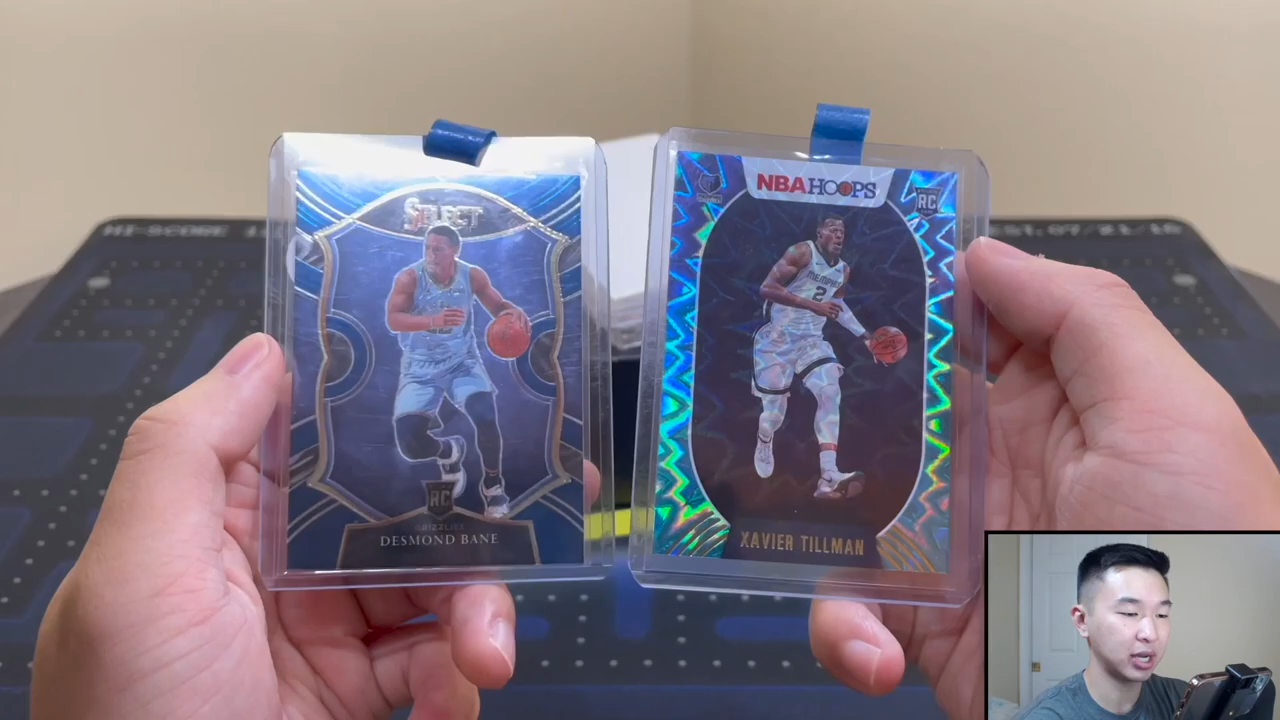 HI-SCORE
SELECT
RC
GRIZZLIES
DESMOND BANE
NBA HOOPS
RC
MEMPHIS
2
XAVIER TILLMAN